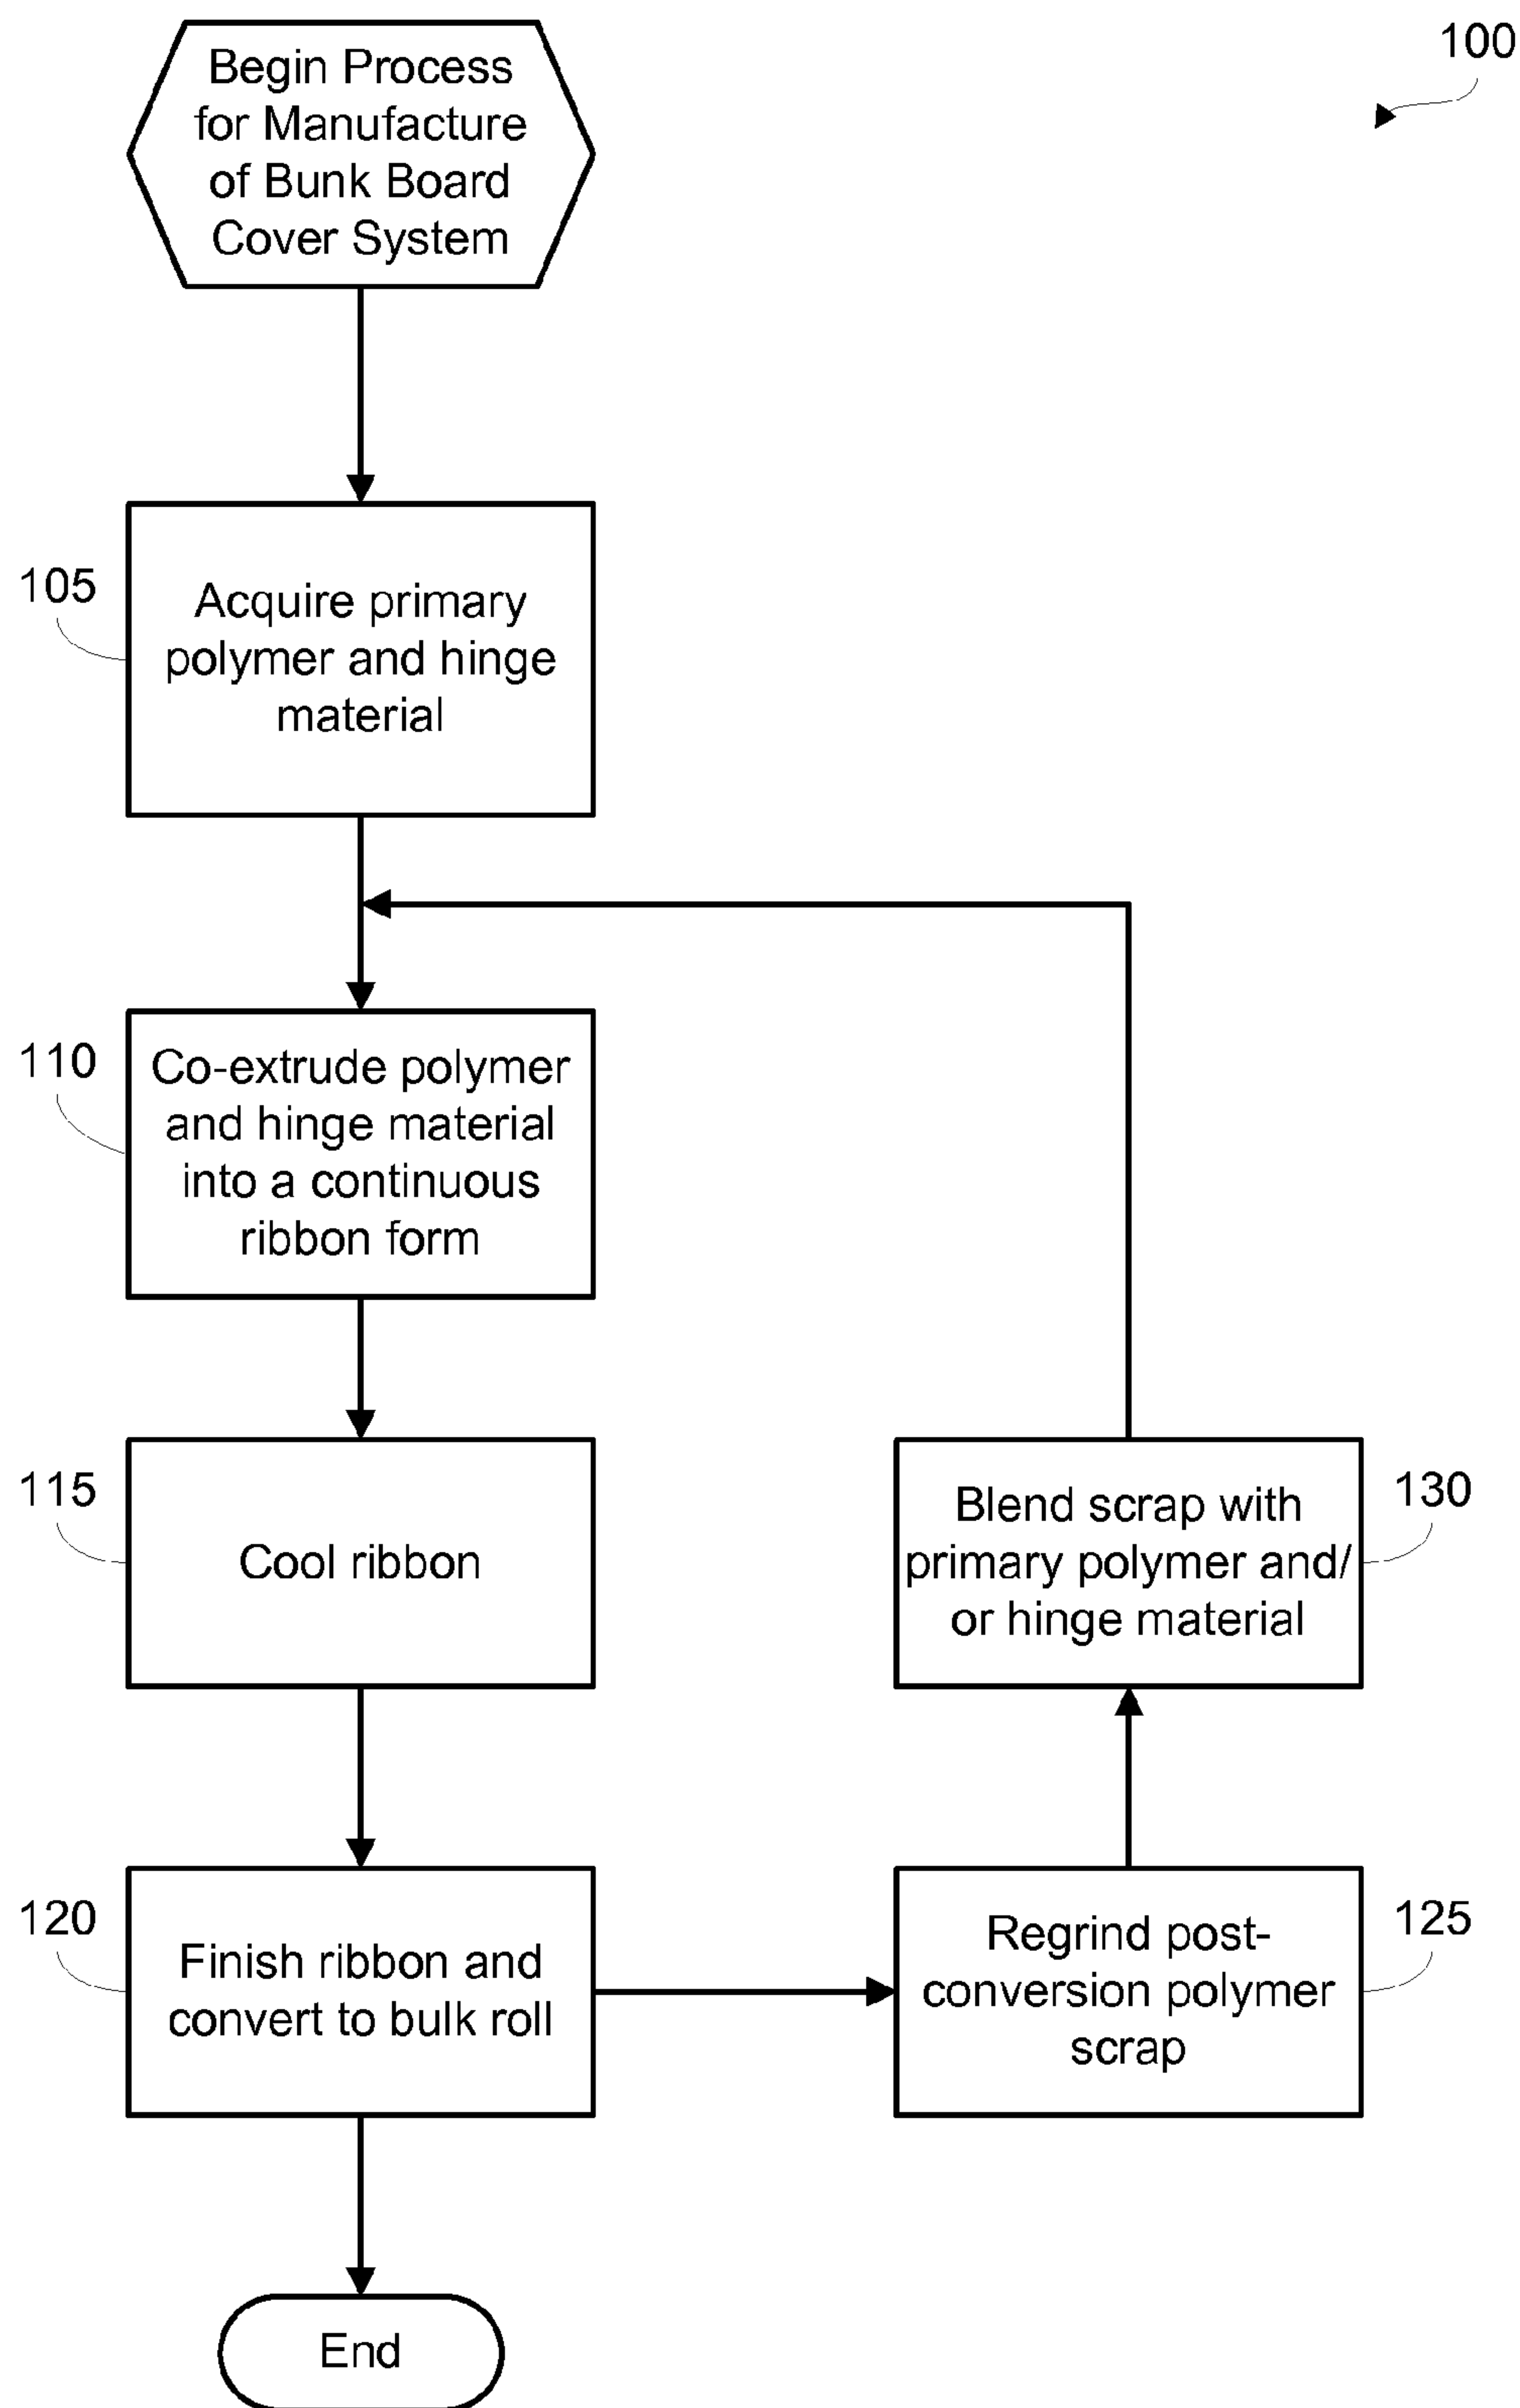 Begin Process
for Manufacture
of Bunk Board
Cover System
100
105
Acquire primary
polymer and hinge
material
110
Co-extrude polymer
and hinge material
into a continuous
ribbon form
115
Cool ribbon
130
Blend scrap with
primary polymer and/
or hinge material
120
Finish ribbon and
convert to bulk roll
125
Regrind post-
conversion polymer
scrap
End